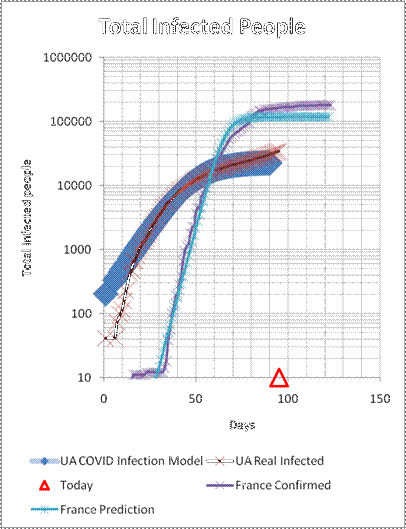 Total Infected People
1000000
100000
10000
1000
100
10
0 50 100 150
Total infected people
Days
UA COVID Infection Model UA Real Infected
Today France Confirmed
France Prediction